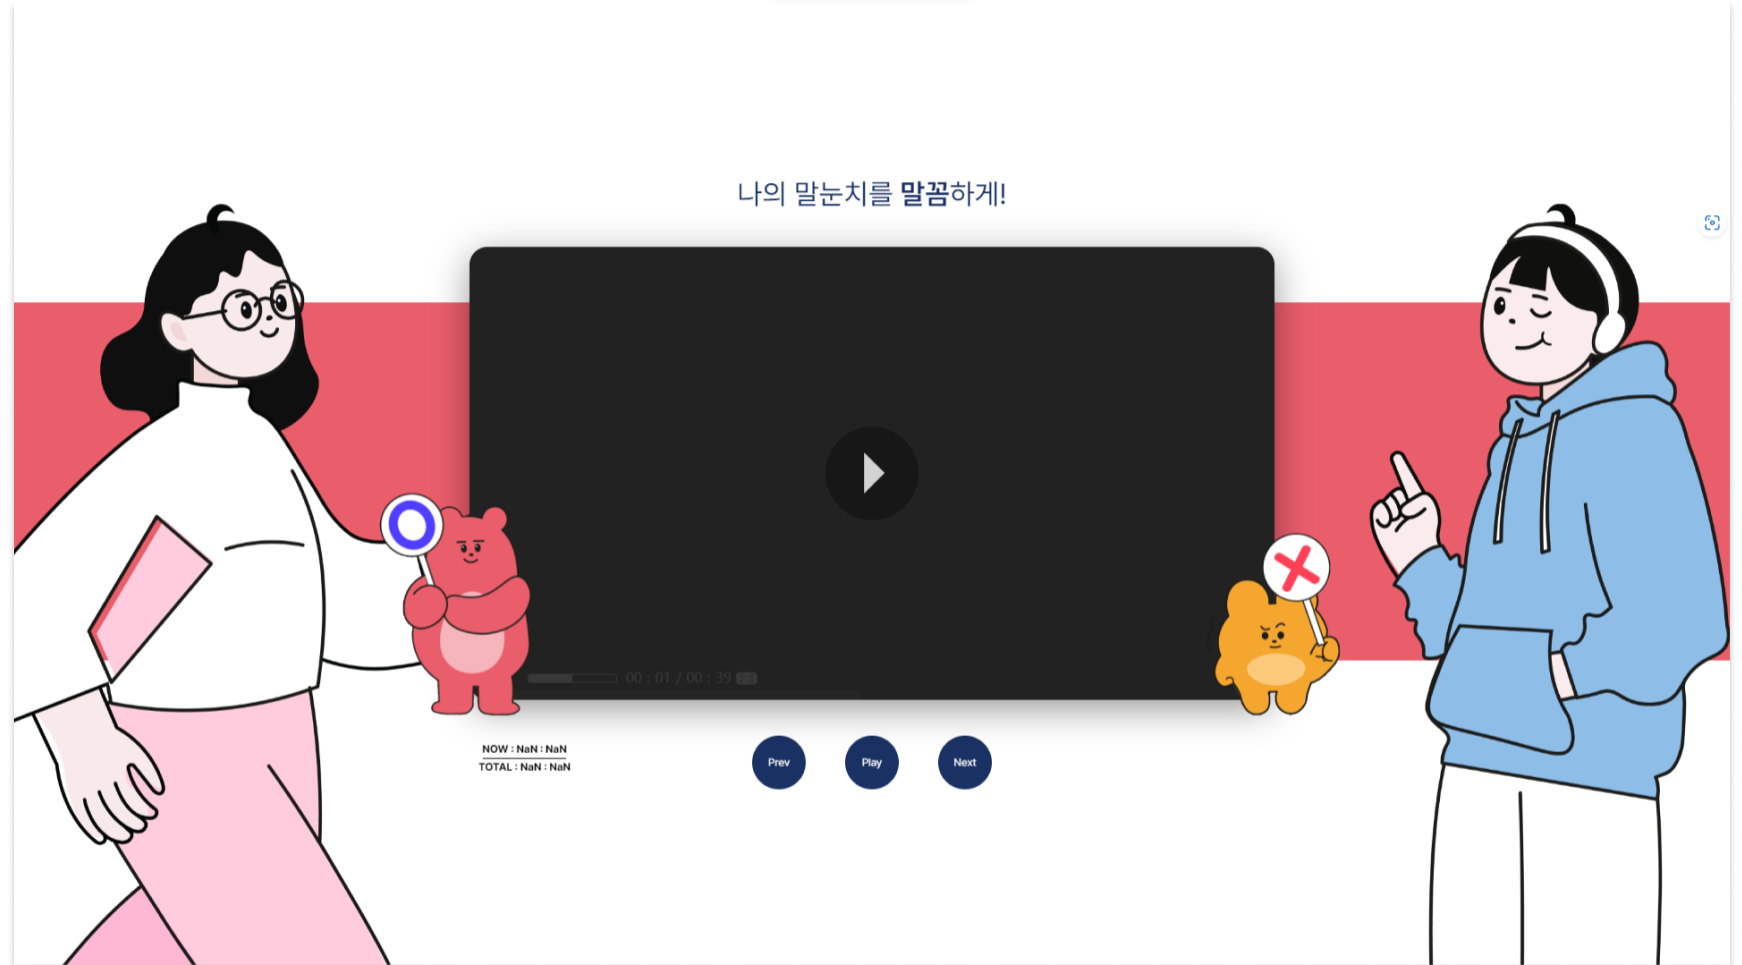 나의 말눈치를 말꼼하게!
00 : 01 / 00 : 39
NOW : NaN : NaN
TOTAL : NaN : NaN
Prev
Play
Next